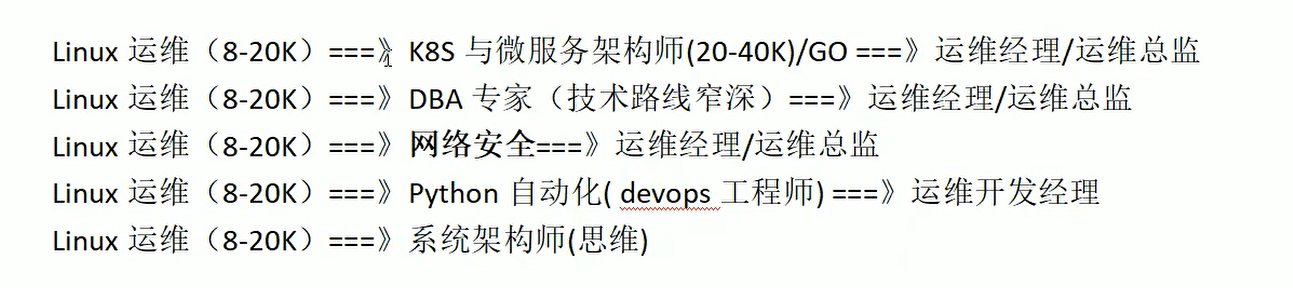 Linux 运维（8-20K）===》 K8S 与微服务架构师(20-40K)/GO ===》运维经理/运维总监
Linux 运维（8-20K）===》 DBA 专家（技术路线窄深）===》运维经理/运维总监
Linux 运维（8-20K）===》 网络安全===》运维经理/运维总监
Linux 运维（8-20K）===》 Python 自动化( devops 工程师) ===》运维开发经理
Linux 运维（8-20K）===》 系统架构师(思维)